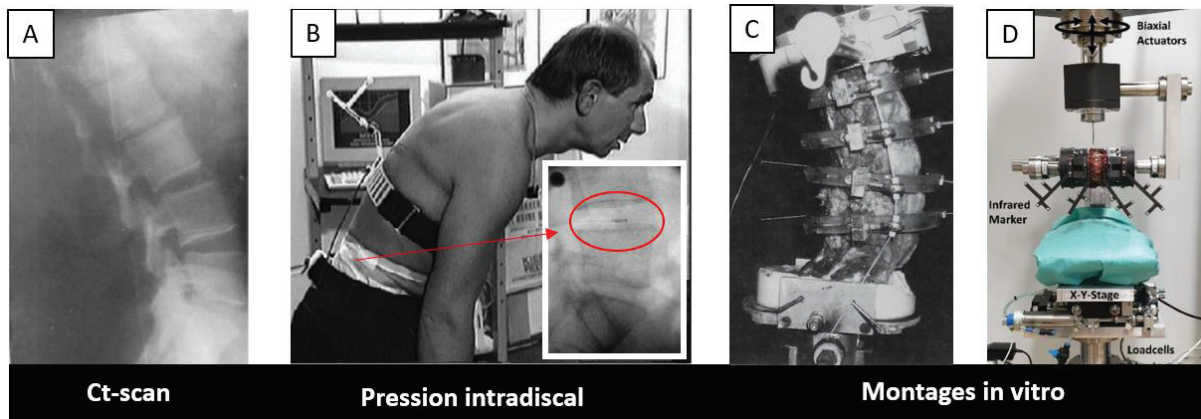 A
B
C
D
Biaxial
Actuators
Infrared
Marker
X-Y-Stage
Loadcells
Ct-scan
Pression intradiscal
Montages in vitro